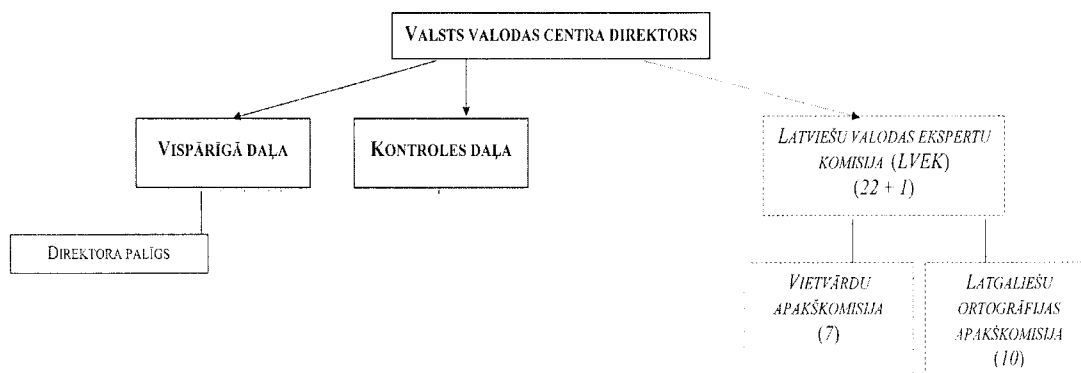 VALSTS VALODAS CENTRA DIREKTORS
VISPĀRĪGĀ DAĻA
KONTROLES DAĻA
LATVIEŠU VALODAS EKSPERTU
KOMISIJA (LVEK)
(22 + 1)
DIREKTORA PALĪGS
VIETVĀRDU
APAKŠKOMISIJA
(7)
LATGALIEŠU
ORTOGRĀFIJAS
APAKŠKOMISIJA
(10)